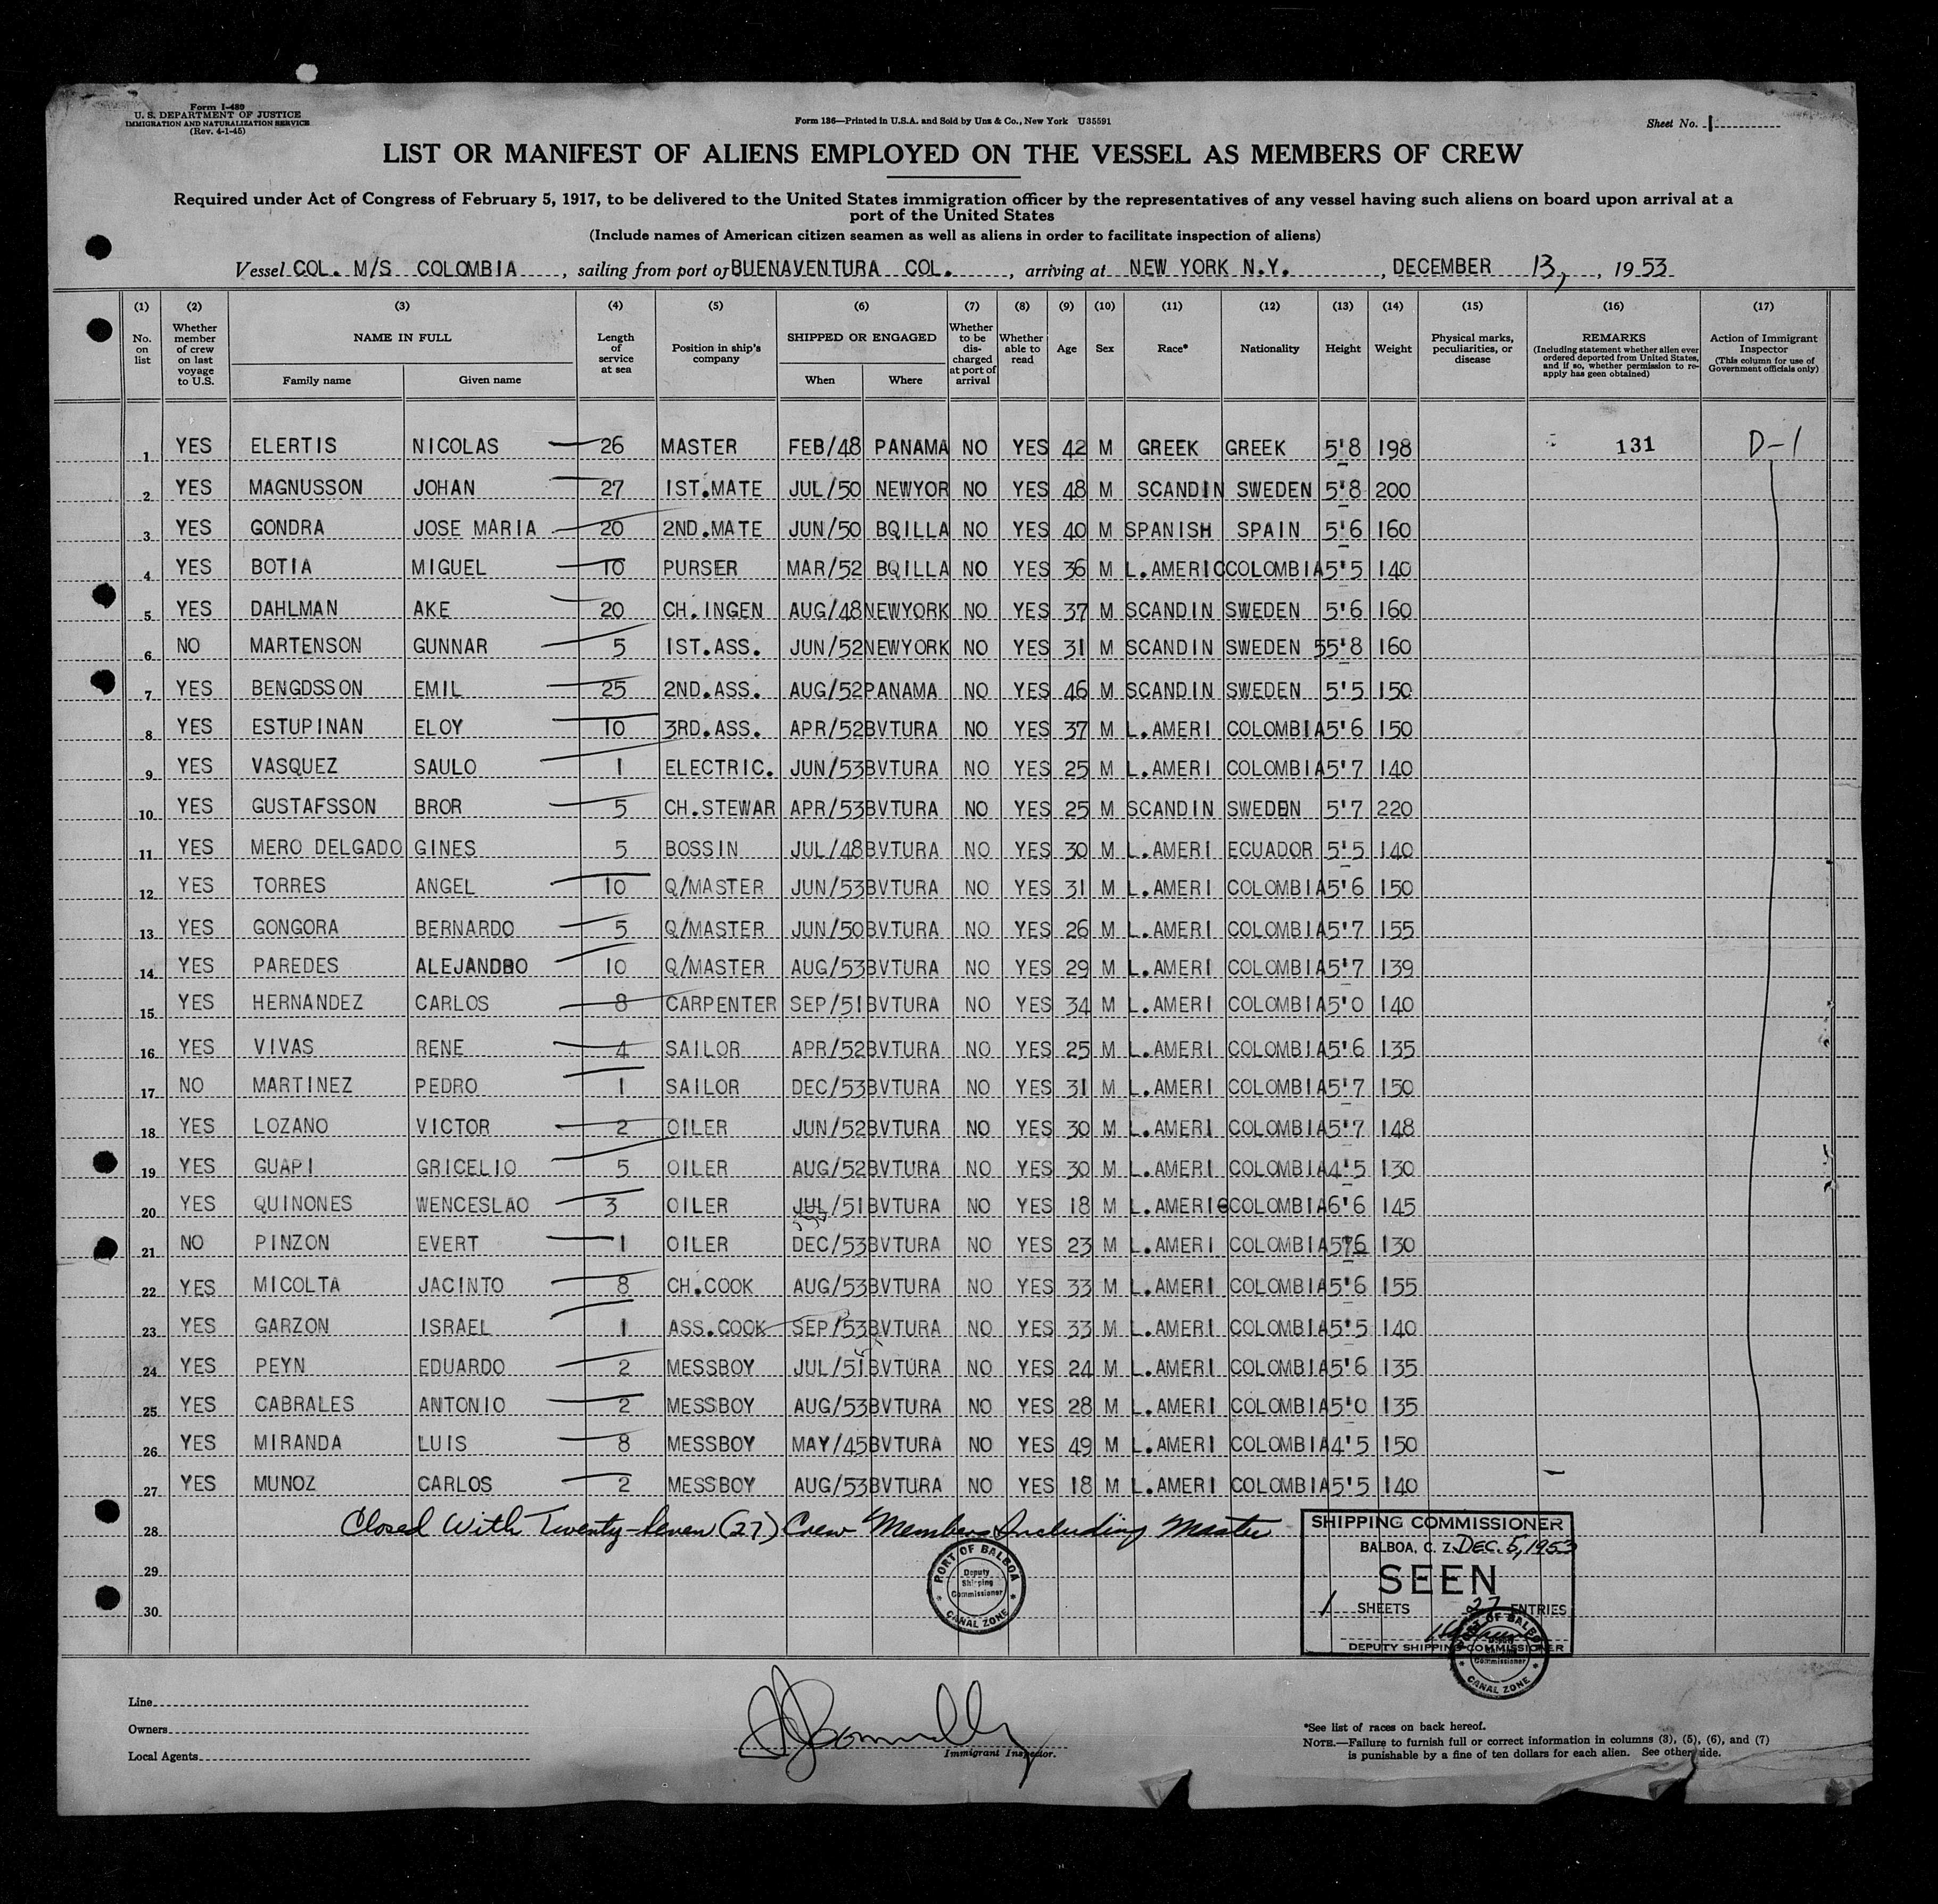 Form I-489
U. S. DEPARTMENT OF JUSTICE
IMMIGRATION AND NATURALIZATION SERVICE
(Rev. 4-1-45)
Form 136—Printed in U.S.A. and Sold by Unz & Co., New York U35591
Sheet No. 1
LIST OR MANIFEST OF ALIENS EMPLOYED ON THE VESSEL AS MEMBERS OF CREW
Required under Act of Congress of February 5, 1917, to be delivered to the United States immigration officer by the representatives of any vessel having such aliens on board upon arrival at a
port of the United States
(Include names of American citizen seamen as well as aliens in order to facilitate inspection of aliens)
Vessel COL. M/S COLOMBIA, sailing from port of BUENAVENTURA COL., arriving at NEW YORK N.Y., DECEMBER 13, 1953
(1) (2) (3) (4) (5) (6) (7) (8) (9) (10) (11) (12) (13) (14) (15) (16) (17)
No. on list
Whether member of crew on last voyage to U.S.
NAME IN FULL
Family name
Given name
Length of service at sea
Position in ship's company
SHIPPED OR ENGAGED
When
Where
Whether to be discharged at port of arrival
Whether able to read
Age
Sex
Race*
Nationality
Height
Weight
Physical marks, peculiarities, or disease
REMARKS
(Including statement whether alien ever ordered deported from United States, and if so, whether permission to re-apply has geen obtained)
Action of Immigrant Inspector
(This column for use of Government officials only)
1 YES ELERTIS NICOLAS 26 MASTER FEB/48 PANAMA NO YES 42 M GREEK GREEK 5'8 198 131 D-1
2 YES MAGNUSSON JOHAN 27 IST.MATE JUL/50 NEWYOR NO YES 48 M SCANDIN SWEDEN 5'8 200
3 YES GONDRA JOSE MARIA 20 2ND.MATE JUN/50 BQILLA NO YES 40 M SPANISH SPAIN 5'6 160
4 YES BOTIA MIGUEL 10 PURSER MAR/52 BQILLA NO YES 36 M L.AMERIC COLOMBIA 5'5 140
5 YES DAHLMAN AKE 20 CH.INGEN AUG/48 NEWYORK NO YES 37 M SCANDIN SWEDEN 5'6 160
6 NO MARTENSON GUNNAR 5 IST.ASS. JUN/52 NEWYORK NO YES 31 M SCANDIN SWEDEN 55'8 160
7 YES BENGDSSON EMIL 25 2ND.ASS. AUG/52 PANAMA NO YES 46 M SCANDIN SWEDEN 5'5 150
8 YES ESTUPINAN ELOY 10 3RD.ASS. APR/52 BVTURA NO YES 37 M L.AMERI COLOMBIA 5'6 150
9 YES VASQUEZ SAULO 1 ELECTRIC. JUN/53 BVTURA NO YES 25 M L.AMERI COLOMBIA 5'7 140
10 YES GUSTAFSSON BROR 5 CH.STEWAR APR/53 BVTURA NO YES 25 M SCANDIN SWEDEN 5'7 220
11 YES MERO DELGADO GINES 5 BOSSIN JUL/48 BVTURA NO YES 30 M L.AMERI ECUADOR 5'5 140
12 YES TORRES ANGEL 10 Q/MASTER JUN/53 BVTURA NO YES 31 M L.AMERI COLOMBIA 5'6 150
13 YES GONGORA BERNARDO 5 Q/MASTER JUN/50 BVTURA NO YES 26 M L.AMERI COLOMBIA 5'7 155
14 YES PAREDES ALEJANDRO 10 Q/MASTER AUG/53 BVTURA NO YES 29 M L.AMERI COLOMBIA 5'7 139
15 YES HERNANDEZ CARLOS 8 CARPENTER SEP/51 BVTURA NO YES 34 M L.AMERI COLOMBIA 5'0 140
16 YES VIVAS RENE 4 SAILOR APR/52 BVTURA NO YES 25 M L.AMERI COLOMBIA 5'6 135
17 NO MARTINEZ PEDRO 1 SAILOR DEC/53 BVTURA NO YES 31 M L.AMERI COLOMBIA 5'7 150
18 YES LOZANO VICTOR 2 OILER JUN/52 BVTURA NO YES 30 M L.AMERI COLOMBIA 5'7 148
19 YES GUAPI GRICELIO 5 OILER AUG/52 BVTURA NO YES 30 M L.AMERI COLOMBIA 4'5 130
20 YES QUINONES WENCESLAO 3 OILER JUL/51 BVTURA NO YES 18 M L.AMERIC COLOMBIA 6'6 145
21 NO PINZON EVERT 1 OILER DEC/53 BVTURA NO YES 23 M L.AMERI COLOMBIA 5'6 130
22 YES MICOLTA JACINTO 8 CH.COOK AUG/53 BVTURA NO YES 33 M L.AMERI COLOMBIA 5'6 155
23 YES GARZON ISRAEL 1 ASS.COOK SEP/53 BVTURA NO YES 33 M L.AMERI COLOMBIA 5'5 140
24 YES PEYN EDUARDO 2 MESSBOY JUL/51 BVTURA NO YES 24 M L.AMERI COLOMBIA 5'6 135
25 YES CABRALES ANTONIO 2 MESSBOY AUG/53 BVTURA NO YES 28 M L.AMERI COLOMBIA 5'0 135
26 YES MIRANDA LUIS 8 MESSBOY MAY/45 BVTURA NO YES 49 M L.AMERI COLOMBIA 4'5 150
27 YES MUNOZ CARLOS 2 MESSBOY AUG/53 BVTURA NO YES 18 M L.AMERI COLOMBIA 5'5 140
28 Closed With Twenty-Seven (27) Crew Members Including Master
29
30
PORT OF BALBOA
Deputy Shipping Commissioner
CANAL ZONE
SHIPPING COMMISSIONER
BALBOA, C. Z. DEC. 5, 1953
SEEN
1 SHEETS 27 ENTRIES
DEPUTY SHIPPING COMMISSIONER
PORT OF BALBOA
Commissioner
CANAL ZONE
Line
Owners
Local Agents
Immigrant Inspector.
*See list of races on back hereof.
NOTE.—Failure to furnish full or correct information in columns (3), (5), (6), and (7)
is punishable by a fine of ten dollars for each alien. See other side.